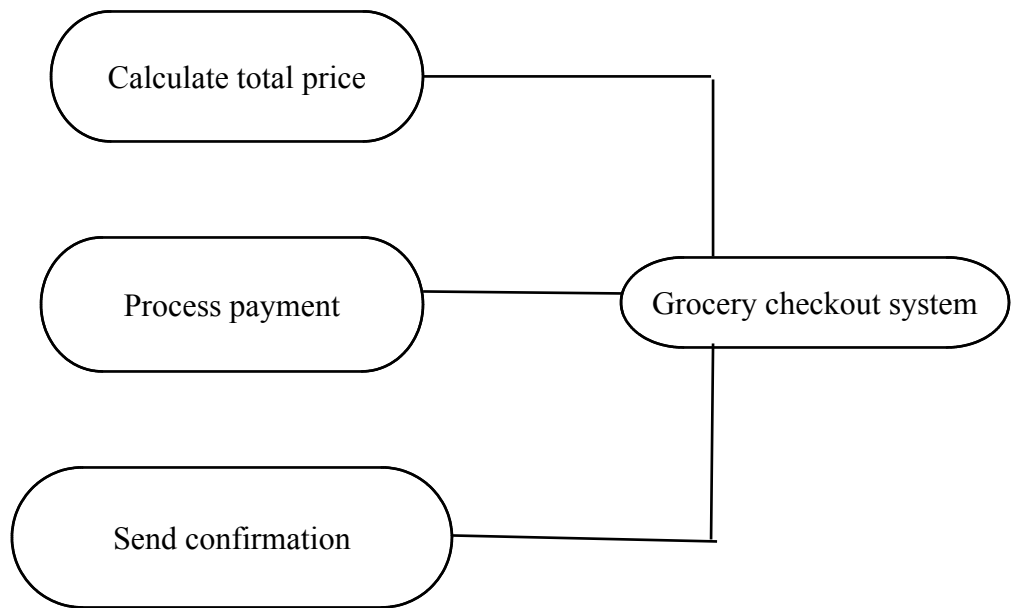 Calculate total price
Process payment
Grocery checkout system
Send confirmation